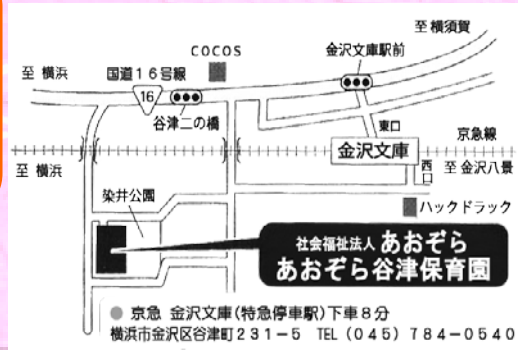 至 横須賀
COCOS
金沢文庫駅前
至 横浜
国道16号線
16
谷津二の橋
東口
京急線
金沢文庫
至 横浜
西口
至 金沢八景
染井公園
ハックドラック
社会福祉法人 あおぞら
あおぞら谷津保育園
● 京急 金沢文庫(特急停車駅)下車8分
横浜市金沢区谷津町231-5 TEL (045) 784-0540